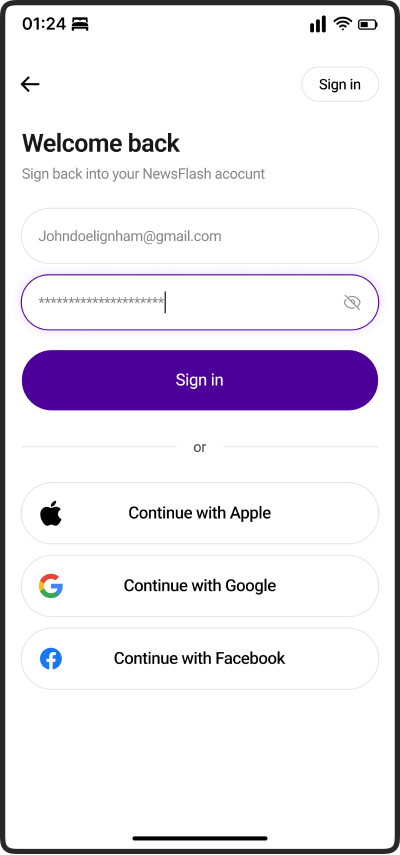 01:24
Sign in
Welcome back
Sign back into your NewsFlash acocunt
Johndoelignham@gmail.com
*********************
Sign in
or
Continue with Apple
Continue with Google
Continue with Facebook